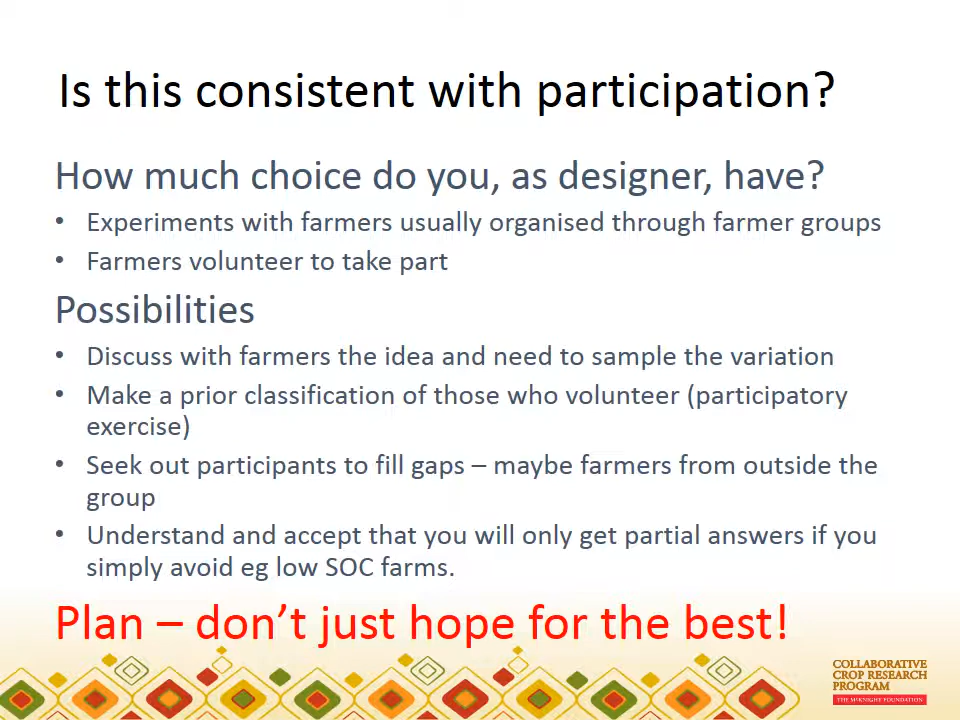 Is this consistent with participation?
How much choice do you, as designer, have?
• Experiments with farmers usually organised through farmer groups
• Farmers volunteer to take part
Possibilities
• Discuss with farmers the idea and need to sample the variation
• Make a prior classification of those who volunteer (participatory
exercise)
• Seek out participants to fill gaps – maybe farmers from outside the
group
• Understand and accept that you will only get partial answers if you
simply avoid eg low SOC farms.
Plan – don’t just hope for the best!
COLLABORATIVE
CROP RESEARCH
PROGRAM
THE McKNIGHT FOUNDATION